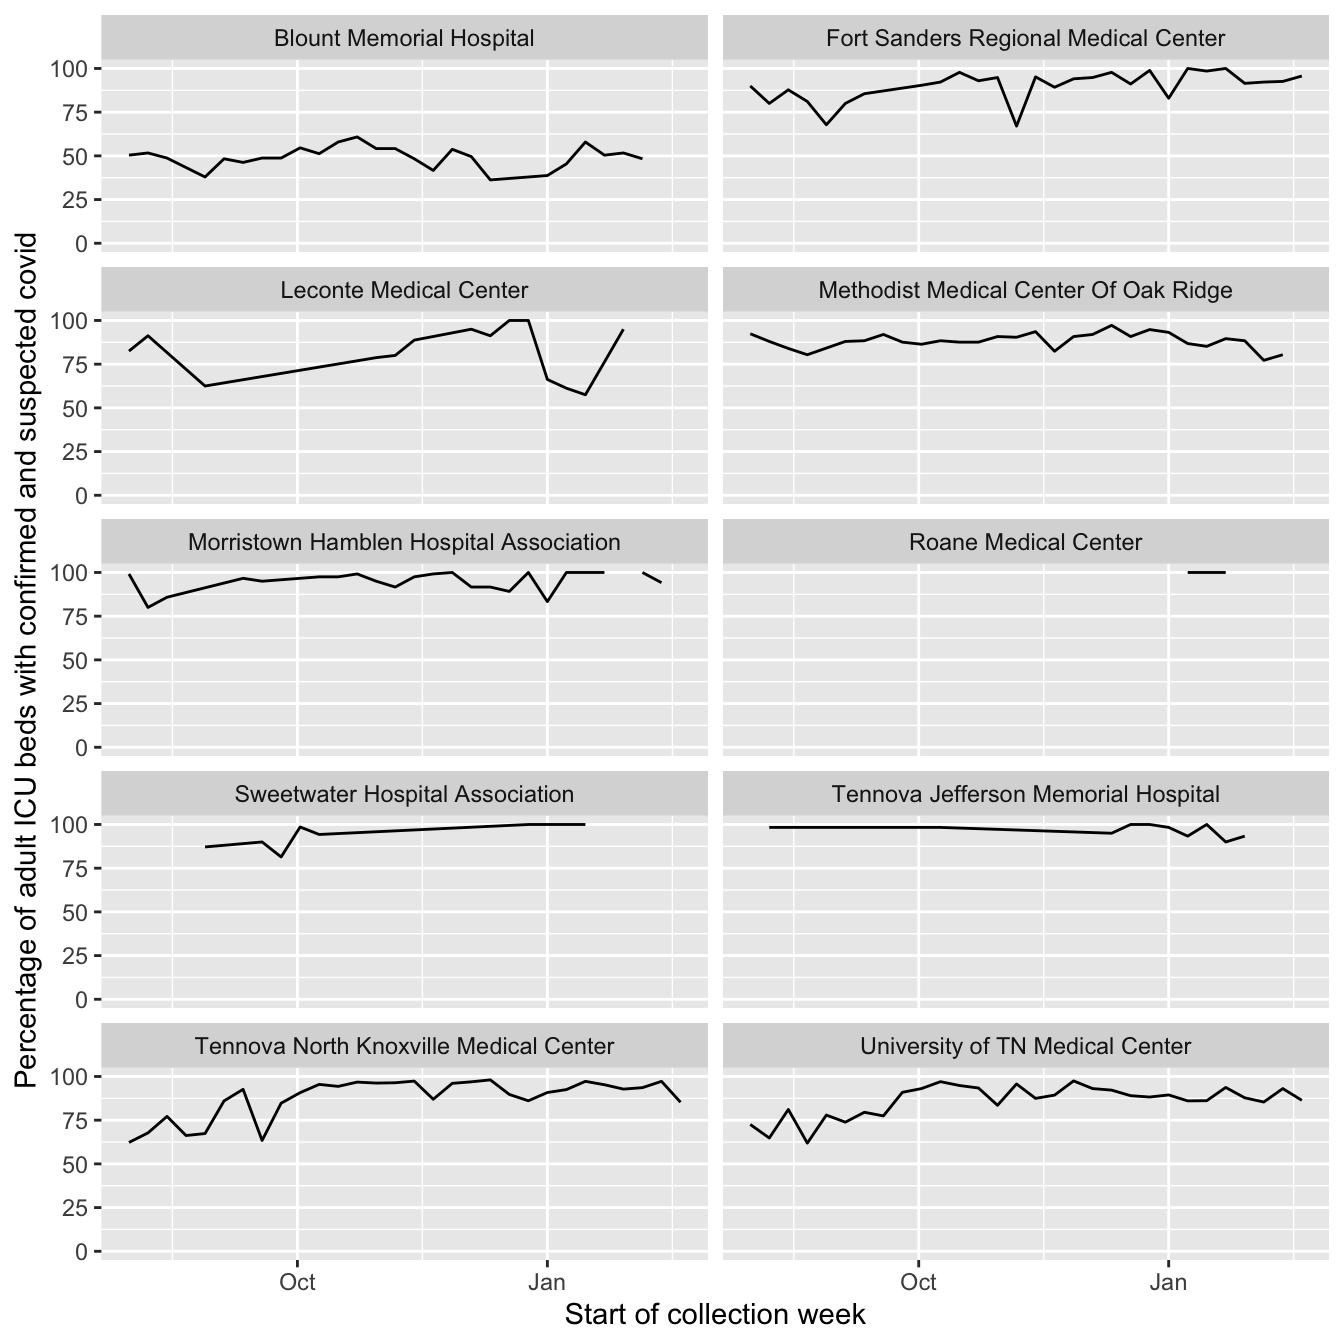 Blount Memorial Hospital
Fort Sanders Regional Medical Center
100
75
50
25
0
Leconte Medical Center
Methodist Medical Center Of Oak Ridge
100
75
50
25
0
Morristown Hamblen Hospital Association
Roane Medical Center
100
75
50
25
0
Sweetwater Hospital Association
Tennova Jefferson Memorial Hospital
100
75
50
25
0
Tennova North Knoxville Medical Center
University of TN Medical Center
100
75
50
25
0
Oct
Jan
Oct
Jan
Start of collection week
Percentage of adult ICU beds with confirmed and suspected covid